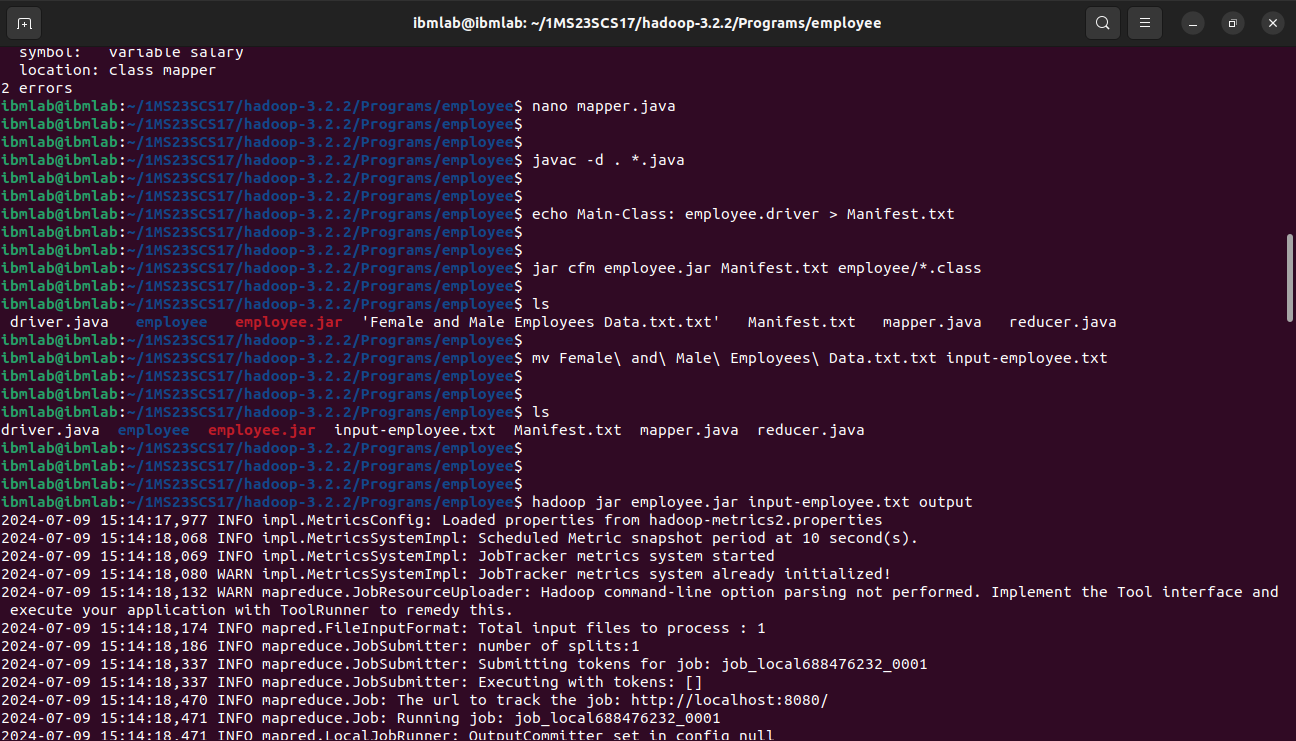 ibmlab@ibmlab: ~/1MS23SCS17/hadoop-3.2.2/Programs/employee
symbol:   variable salary
location: class mapper
2 errors
ibmlab@ibmlab:~/1MS23SCS17/hadoop-3.2.2/Programs/employee$ nano mapper.java
ibmlab@ibmlab:~/1MS23SCS17/hadoop-3.2.2/Programs/employee$
ibmlab@ibmlab:~/1MS23SCS17/hadoop-3.2.2/Programs/employee$
ibmlab@ibmlab:~/1MS23SCS17/hadoop-3.2.2/Programs/employee$ javac -d . *.java
ibmlab@ibmlab:~/1MS23SCS17/hadoop-3.2.2/Programs/employee$
ibmlab@ibmlab:~/1MS23SCS17/hadoop-3.2.2/Programs/employee$
ibmlab@ibmlab:~/1MS23SCS17/hadoop-3.2.2/Programs/employee$ echo Main-Class: employee.driver > Manifest.txt
ibmlab@ibmlab:~/1MS23SCS17/hadoop-3.2.2/Programs/employee$
ibmlab@ibmlab:~/1MS23SCS17/hadoop-3.2.2/Programs/employee$
ibmlab@ibmlab:~/1MS23SCS17/hadoop-3.2.2/Programs/employee$ jar cfm employee.jar Manifest.txt employee/*.class
ibmlab@ibmlab:~/1MS23SCS17/hadoop-3.2.2/Programs/employee$
ibmlab@ibmlab:~/1MS23SCS17/hadoop-3.2.2/Programs/employee$ ls
driver.java   employee   employee.jar  'Female and Male Employees Data.txt.txt'   Manifest.txt   mapper.java   reducer.java
ibmlab@ibmlab:~/1MS23SCS17/hadoop-3.2.2/Programs/employee$
ibmlab@ibmlab:~/1MS23SCS17/hadoop-3.2.2/Programs/employee$ mv Female\ and\ Male\ Employees\ Data.txt.txt input-employee.txt
ibmlab@ibmlab:~/1MS23SCS17/hadoop-3.2.2/Programs/employee$
ibmlab@ibmlab:~/1MS23SCS17/hadoop-3.2.2/Programs/employee$
ibmlab@ibmlab:~/1MS23SCS17/hadoop-3.2.2/Programs/employee$ ls
driver.java  employee  employee.jar  input-employee.txt  Manifest.txt  mapper.java  reducer.java
ibmlab@ibmlab:~/1MS23SCS17/hadoop-3.2.2/Programs/employee$
ibmlab@ibmlab:~/1MS23SCS17/hadoop-3.2.2/Programs/employee$
ibmlab@ibmlab:~/1MS23SCS17/hadoop-3.2.2/Programs/employee$
ibmlab@ibmlab:~/1MS23SCS17/hadoop-3.2.2/Programs/employee$ hadoop jar employee.jar input-employee.txt output
2024-07-09 15:14:17,977 INFO impl.MetricsConfig: Loaded properties from hadoop-metrics2.properties
2024-07-09 15:14:18,068 INFO impl.MetricsSystemImpl: Scheduled Metric snapshot period at 10 second(s).
2024-07-09 15:14:18,069 INFO impl.MetricsSystemImpl: JobTracker metrics system started
2024-07-09 15:14:18,080 WARN impl.MetricsSystemImpl: JobTracker metrics system already initialized!
2024-07-09 15:14:18,132 WARN mapreduce.JobResourceUploader: Hadoop command-line option parsing not performed. Implement the Tool interface and
execute your application with ToolRunner to remedy this.
2024-07-09 15:14:18,174 INFO mapred.FileInputFormat: Total input files to process : 1
2024-07-09 15:14:18,186 INFO mapreduce.JobSubmitter: number of splits:1
2024-07-09 15:14:18,337 INFO mapreduce.JobSubmitter: Submitting tokens for job: job_local688476232_0001
2024-07-09 15:14:18,337 INFO mapreduce.JobSubmitter: Executing with tokens: []
2024-07-09 15:14:18,470 INFO mapreduce.Job: The url to track the job: http://localhost:8080/
2024-07-09 15:14:18,471 INFO mapreduce.Job: Running job: job_local688476232_0001
2024-07-09 15:14:18,471 INFO mapred.LocalJobRunner: OutputCommitter set in config null